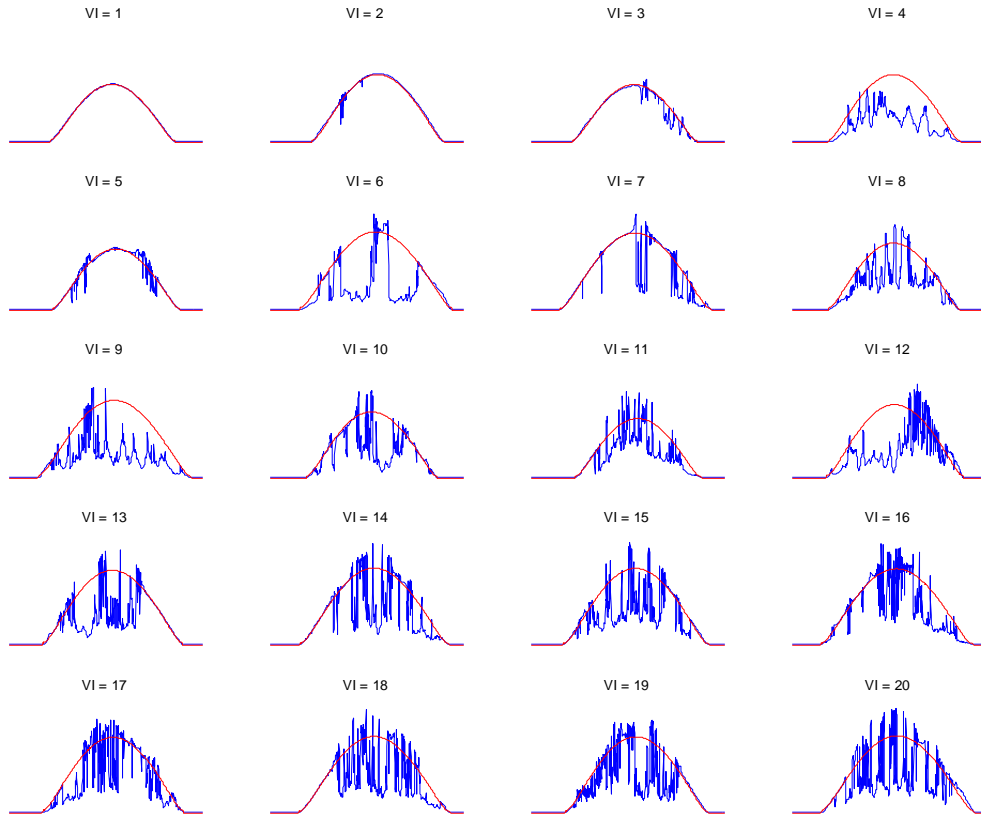 VI = 1
VI = 2
VI = 3
VI = 4
VI = 5
VI = 6
VI = 7
VI = 8
VI = 9
VI = 10
VI = 11
VI = 12
VI = 13
VI = 14
VI = 15
VI = 16
VI = 17
VI = 18
VI = 19
VI = 20